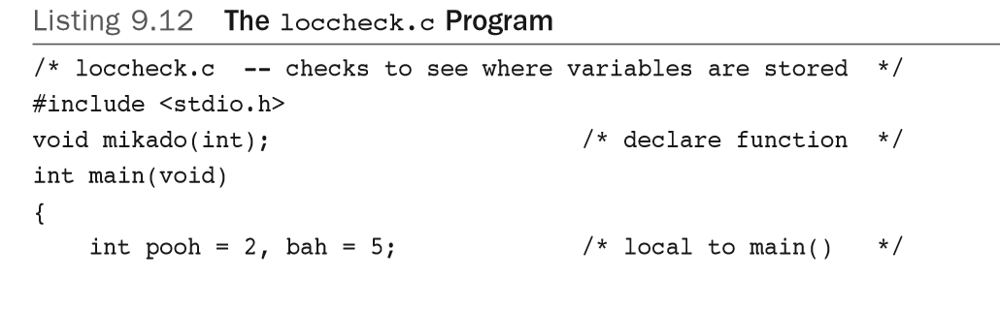 Listing 9.12 The loccheck.c Program
/* loccheck.c -- checks to see where variables are stored */
#include <stdio.h>
void mikado(int); /* declare function */
int main(void)
{
int pooh = 2, bah = 5; /* local to main() */